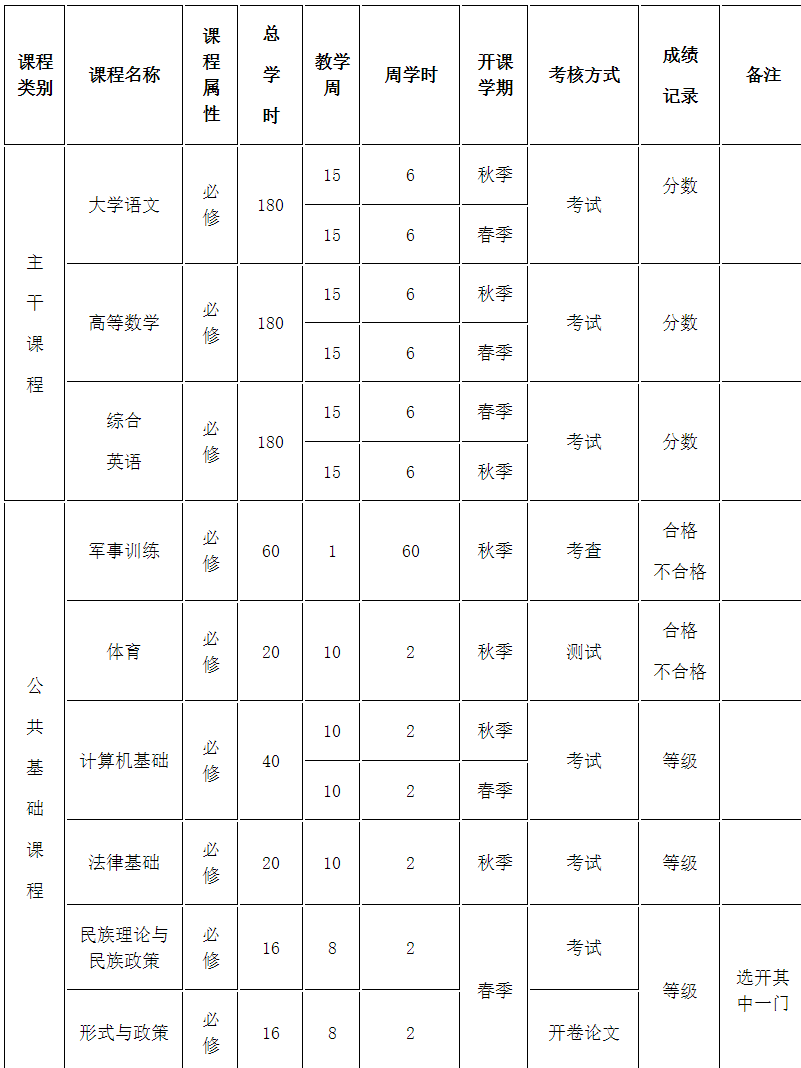 课程类别 课程名称 课程属性 总学时 教学周 周学时 开课学期 考核方式 成绩记录 备注
主干课程
大学语文 必修 180 15 6 秋季 考试 分数
15 6 春季
高等数学 必修 180 15 6 秋季 考试 分数
15 6 春季
综合英语 必修 180 15 6 春季 考试 分数
15 6 秋季
公共基础课程
军事训练 必修 60 1 60 秋季 考查 合格不合格
体育 必修 20 10 2 秋季 测试 合格不合格
计算机基础 必修 40 10 2 秋季 考试 等级
10 2 春季
法律基础 必修 20 10 2 秋季 考试 等级
民族理论与民族政策 必修 16 8 2 春季 考试 等级 选开其中一门
形式与政策 必修 16 8 2 开卷论文